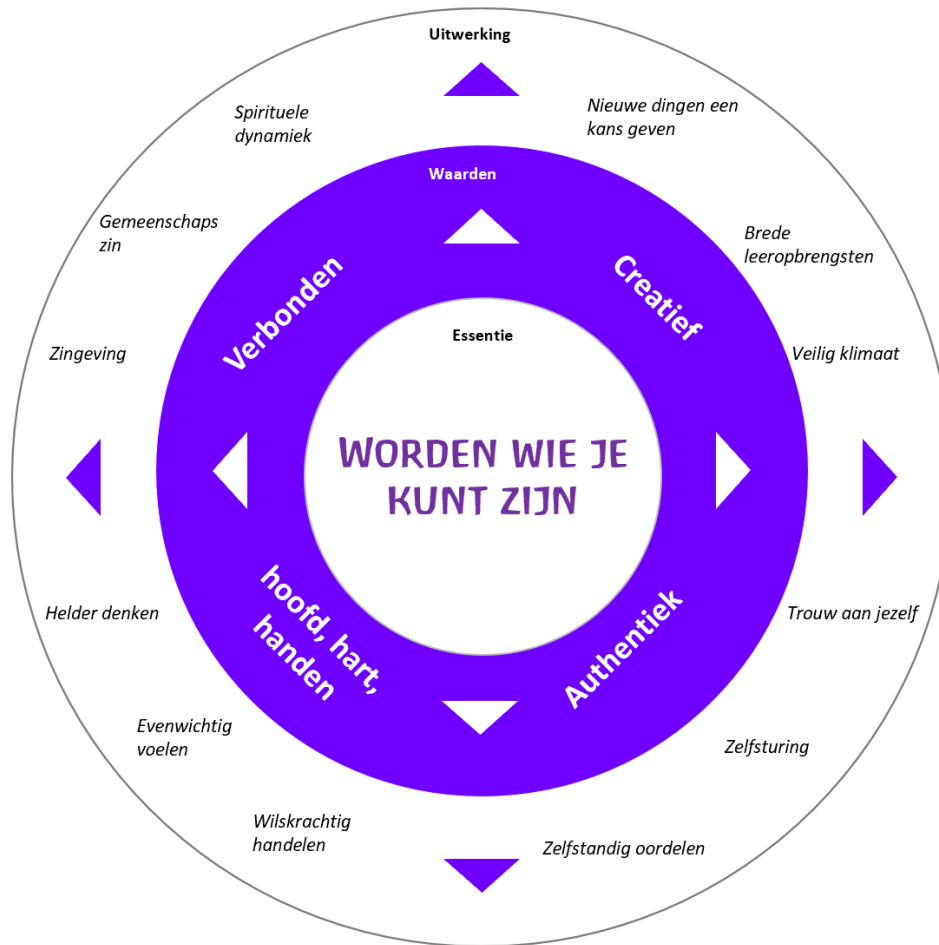 Uitwerking
Spirituele
dynamiek
Nieuwe dingen een
kans geven
Waarden
Gemeenschaps
zin
Brede
leeropbrengsten
Verbonden
Creatief
Essentie
Zingeving
Veilig klimaat
WORDEN WIE JE
KUNT ZIJN
Helder denken
hoofd, hart,
handen
Authentiek
Trouw aan jezelf
Evenwichtig
voelen
Zelfsturing
Wilskrachtig
handelen
Zelfstandig oordelen